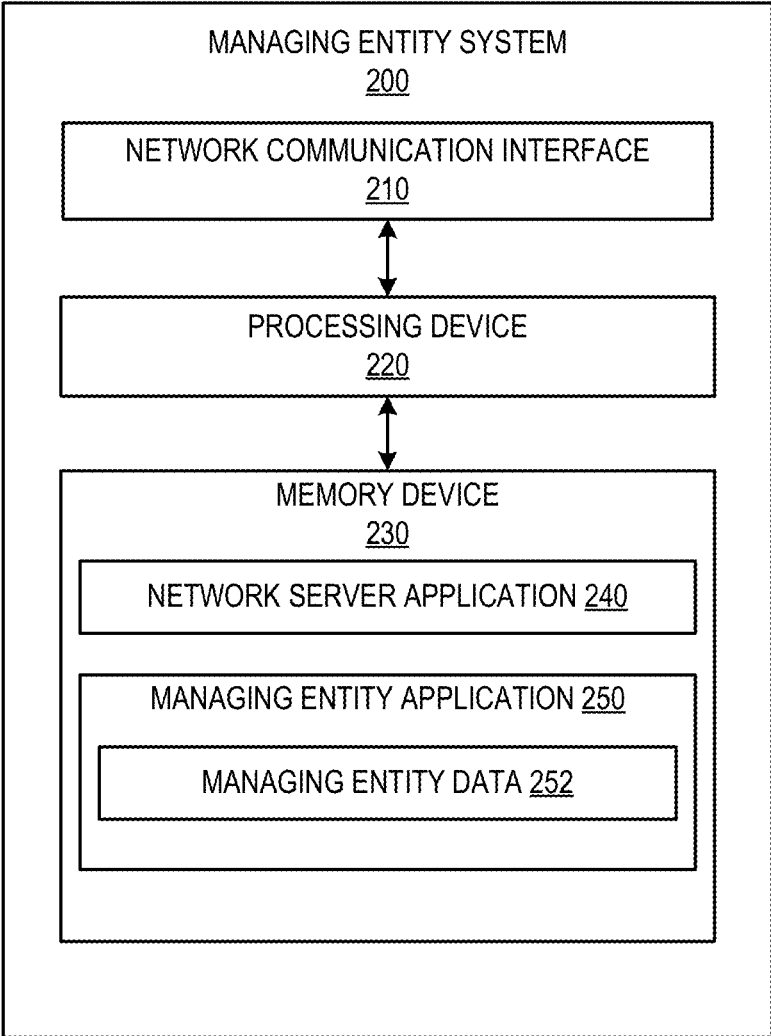 MANAGING ENTITY SYSTEM
200
NETWORK COMMUNICATION INTERFACE
210
PROCESSING DEVICE
220
MEMORY DEVICE
230
NETWORK SERVER APPLICATION 240
MANAGING ENTITY APPLICATION 250
MANAGING ENTITY DATA 252